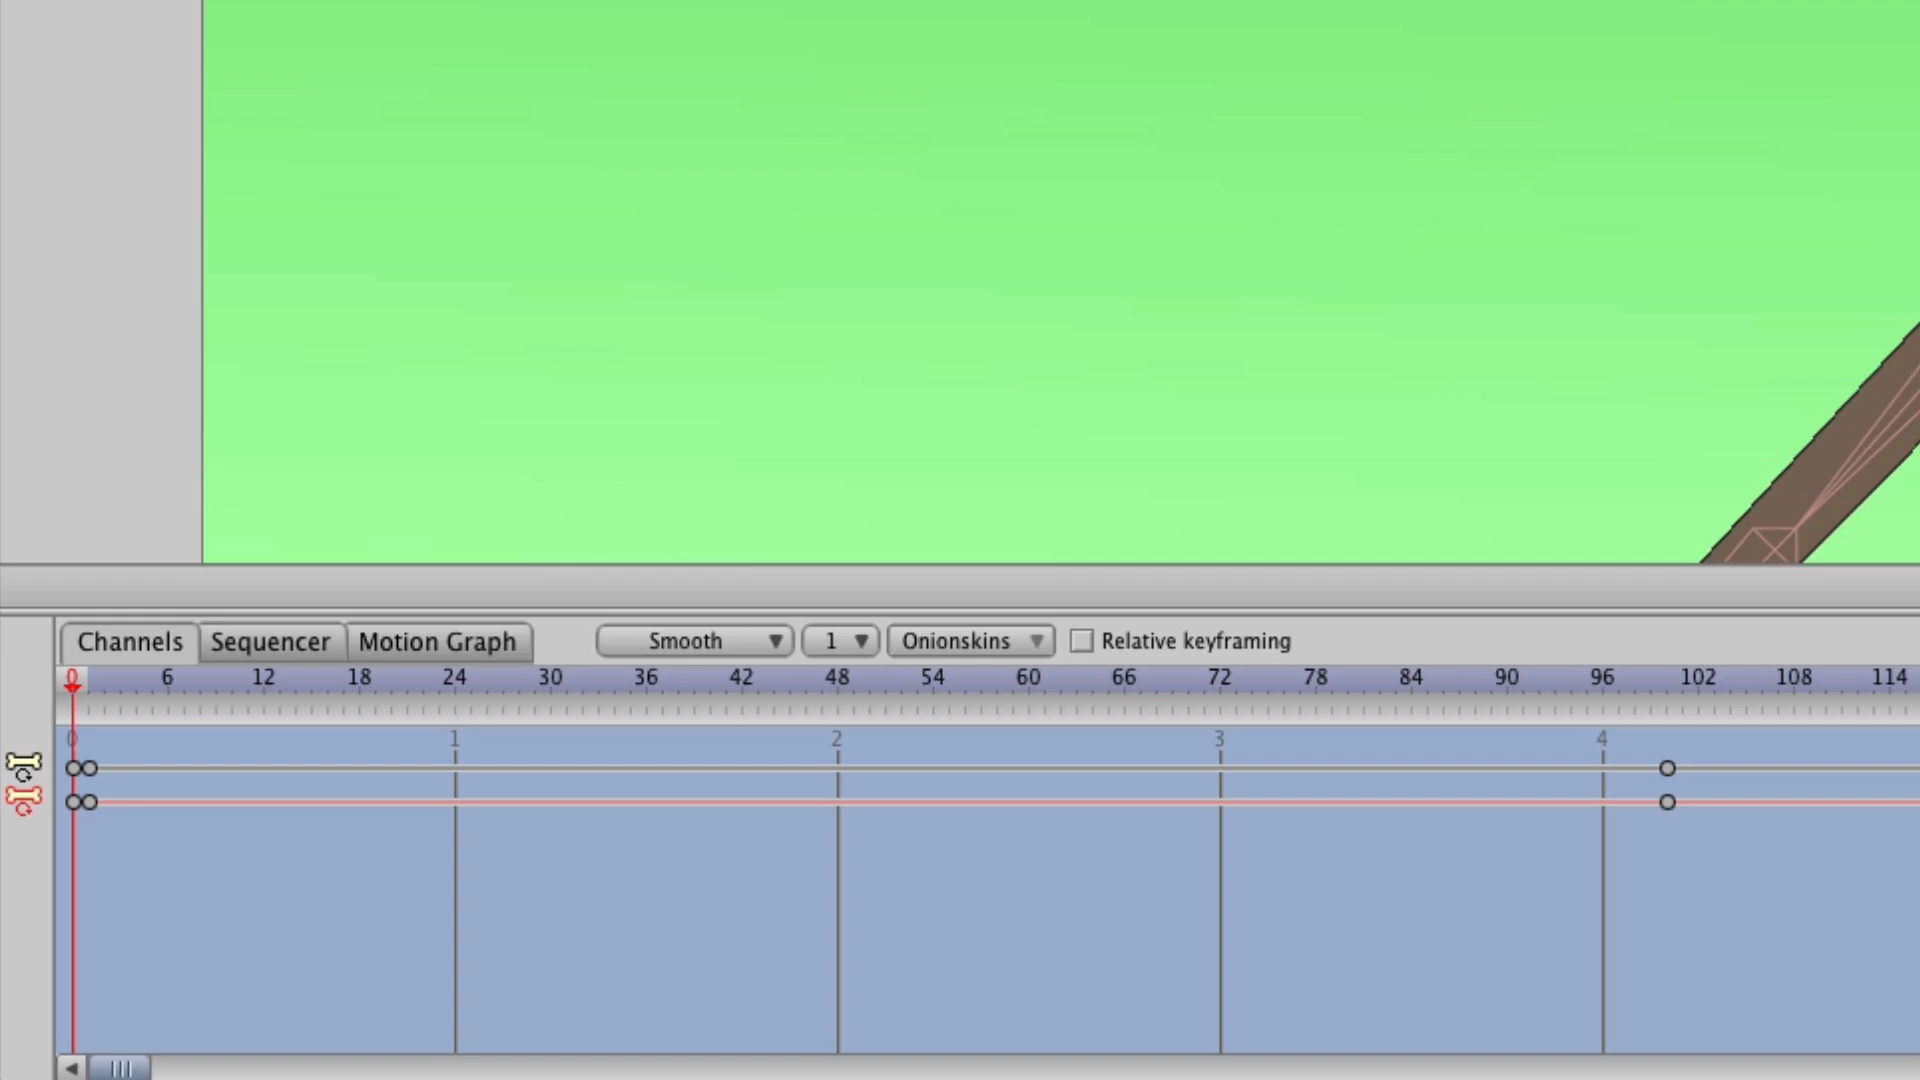 Channels Sequencer Motion Graph Smooth 1 Onionskins Relative keyframing
0 6 12 18 24 30 36 42 48 54 60 66 72 78 84 90 96 102 108 114
0 1 2 3 4